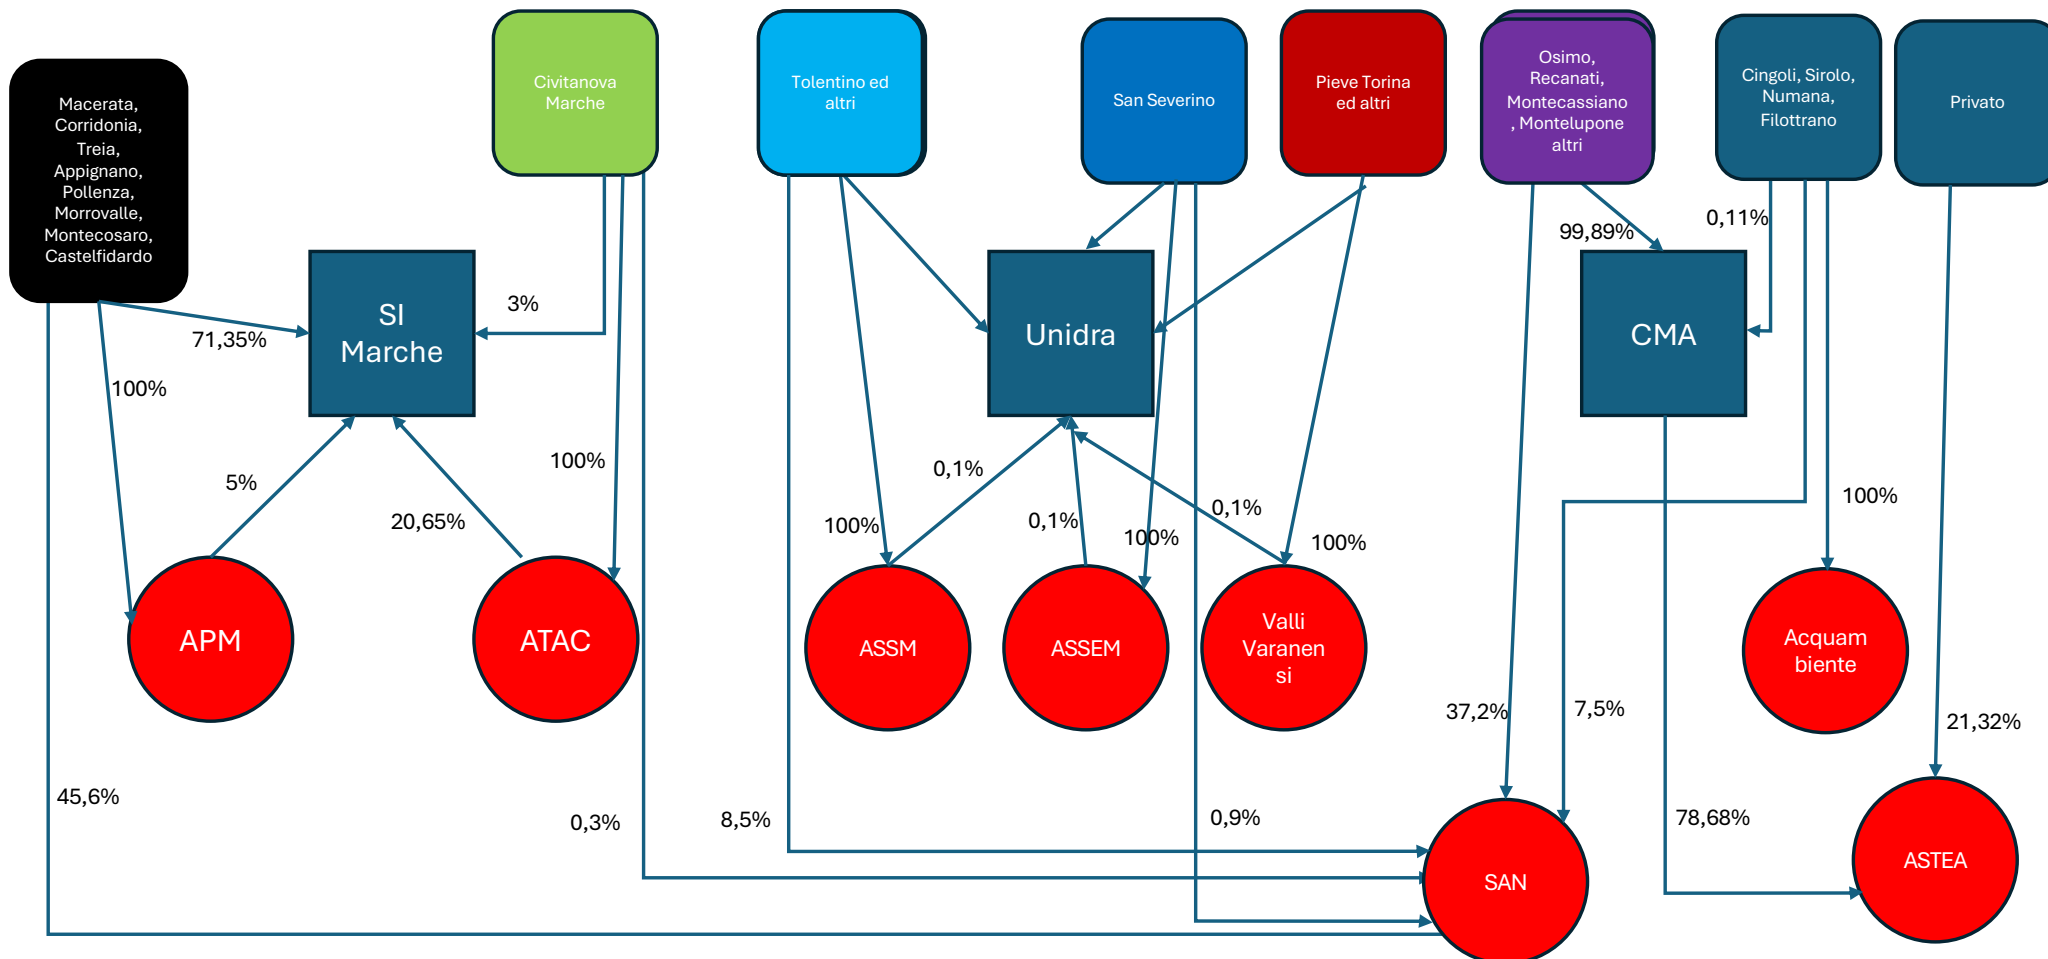 Macerata,
Corridonia,
Treia,
Appignano,
Pollenza,
Morrovalle,
Montecosaro,
Castelfidardo
Civitanova
Marche
Tolentino ed
altri
San Severino
Pieve Torina
ed altri
Osimo,
Recanati,
Montecassiano
, Montelupone
altri
Cingoli, Sirolo,
Numana,
Filottrano
Privato
99,89%
0,11%
SI
Marche
3%
71,35%
Unidra
CMA
100%
5%
20,65%
100%
0,1%
100%
0,1%
100%
0,1%
100%
100%
APM
ATAC
ASSM
ASSEM
Valli
Varanen
si
Acquam
biente
37,2%
7,5%
21,32%
45,6%
0,3%
8,5%
0,9%
78,68%
SAN
ASTEA